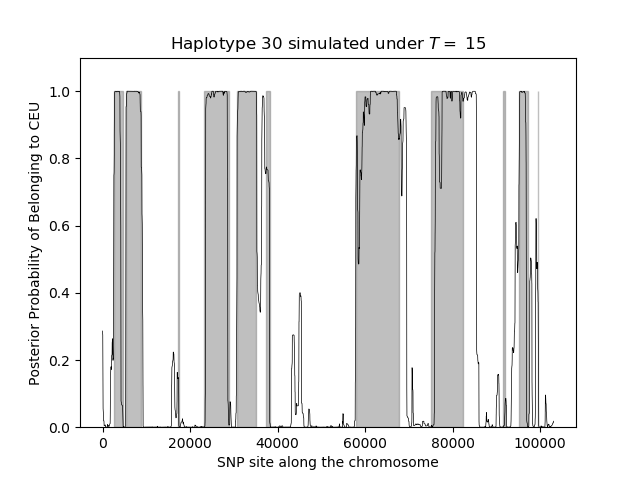 Haplotype 30 simulated under T = 15
Posterior Probability of Belonging to CEU
1.0
0.8
0.6
0.4
0.2
0.0
0 20000 40000 60000 80000 100000
SNP site along the chromosome